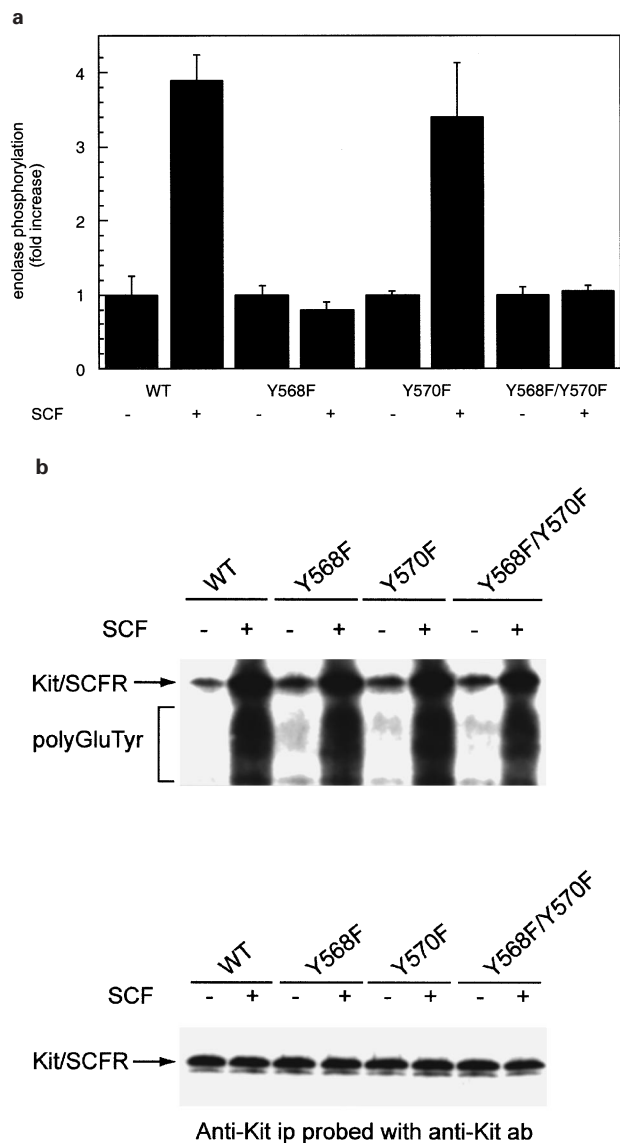 a
enolase phosphorylation
(fold increase)
4
3
2
1
0
WT Y568F Y570F Y568F/Y570F
SCF - + - + - + - +
b
WT Y568F Y570F Y568F/Y570F
SCF - + - + - + - +
Kit/SCFR
polyGluTyr
WT Y568F Y570F Y568F/Y570F
SCF - + - + - + - +
Kit/SCFR
Anti-Kit ip probed with anti-Kit ab